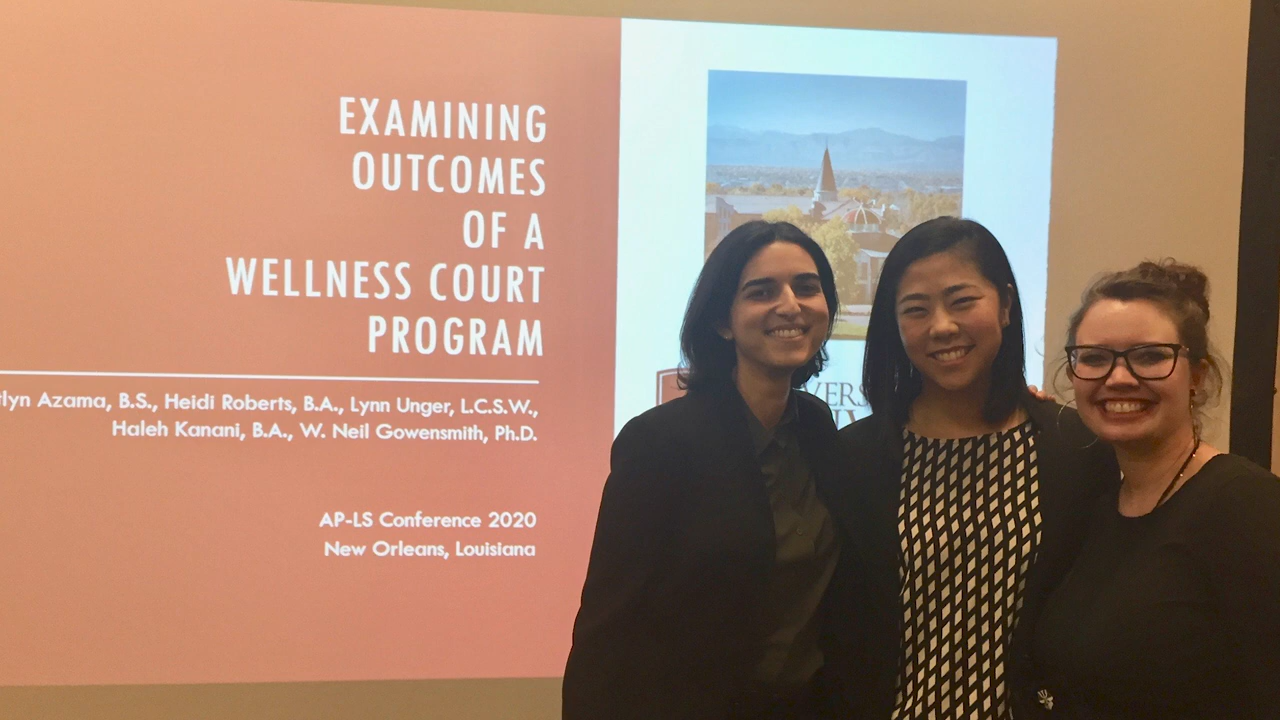 EXAMINING
OUTCOMES
OF A
WELLNESS COURT
PROGRAM
Azama, B.S., Heidi Roberts, B.A., Lynn Unger, L.C.S.W.,
Haleh Kanani, B.A., W. Neil Gowensmith, Ph.D.
AP-LS Conference 2020
New Orleans, Louisiana